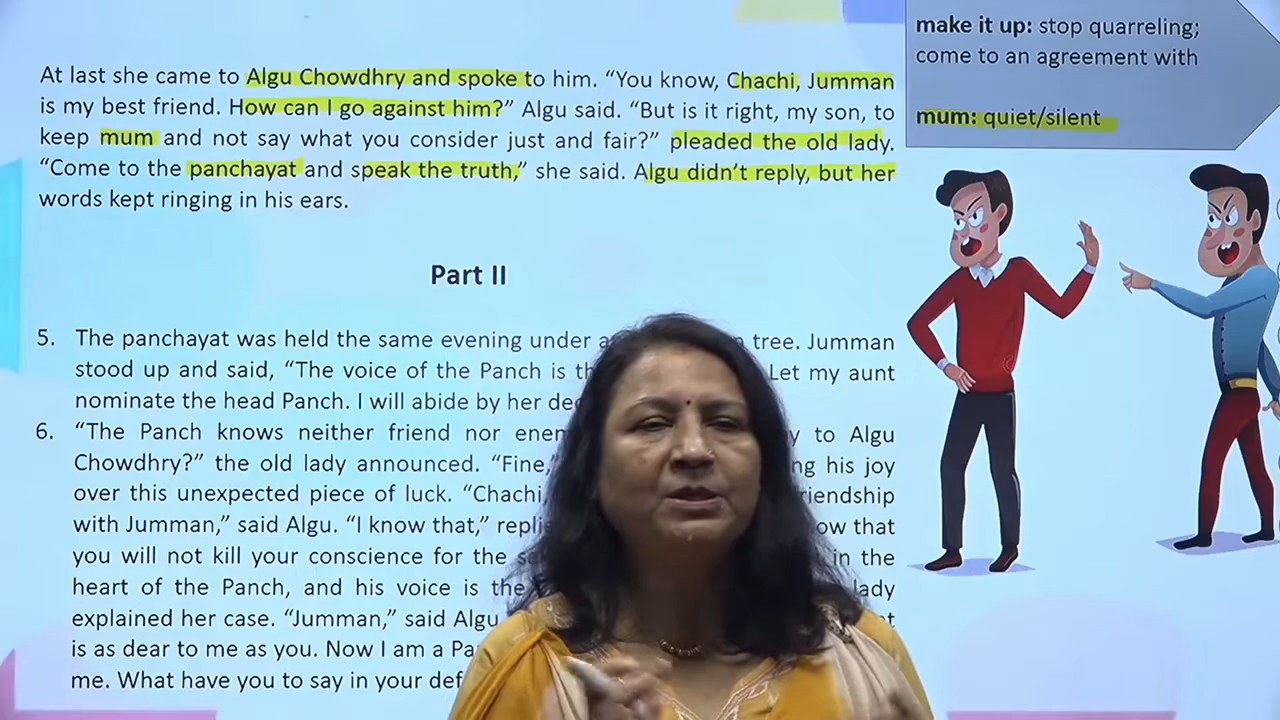 make it up: stop quarreling;
come to an agreement with
mum: quiet/silent
At last she came to Algu Chowdhry and spoke to him. “You know, Chachi, Jumman
is my best friend. How can I go against him?” Algu said. “But is it right, my son, to
keep mum and not say what you consider just and fair?” pleaded the old lady.
“Come to the panchayat and speak the truth,” she said. Algu didn’t reply, but her
words kept ringing in his ears.
Part II
5. The panchayat was held the same evening under tree. Jumman
stood up and said, “The voice of the Panch is Let my aunt
nominate the head Panch. I will abide by her
6. “The Panch knows neither friend nor to Algu
Chowdhry?” the old lady announced. “Fine,” his joy
over this unexpected piece of luck. “Chachi,
with Jumman,” said Algu. “I know that,” that
you will not kill your conscience for the in the
heart of the Panch, and his voice is the lady
explained her case. “Jumman,” said Algu
is as dear to me as you. Now I am a
me. What have you to say in your